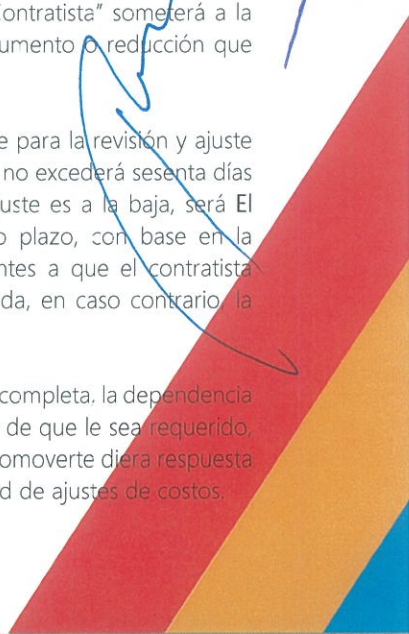 Contratista" someterá a la
umento o reducción que
e para la revisión y ajuste
no excederá sesenta días
uste es a la baja, será El
o plazo, con base en la
ntes a que el contratista
da, en caso contrario, la
completa, la dependencia
de que le sea requerido,
omoverte diera respuesta
d de ajustes de costos.